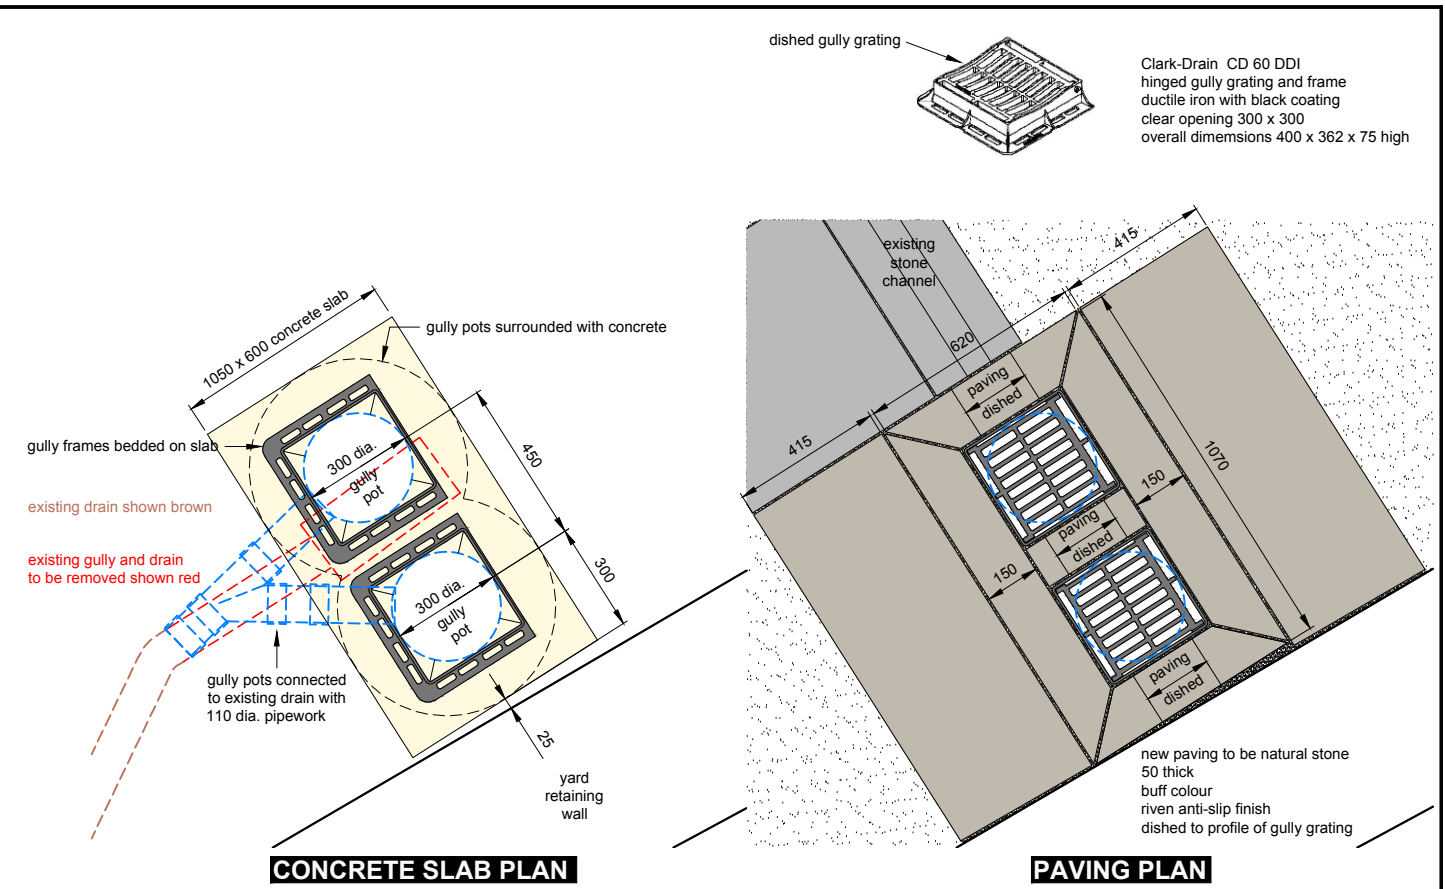 dished gully grating
Clark-Drain  CD 60 DDI
hinged gully grating and frame
ductile iron with black coating
clear opening 300 x 300
overall dimemsions 400 x 362 x 75 high
1050 x 600 concrete slab
gully pots surrounded with concrete
gully frames bedded on slab
300 dia.
gully
pot
450
existing drain shown brown
existing gully and drain
to be removed shown red
300 dia.
gully
pot
300
gully pots connected
to existing drain with
110 dia. pipework
25
yard
retaining
wall
CONCRETE SLAB PLAN
existing
stone
channel
415
620
415
paving
dished
1070
150
paving
dished
150
paving
dished
new paving to be natural stone
50 thick
buff colour
riven anti-slip finish
dished to profile of gully grating
PAVING PLAN